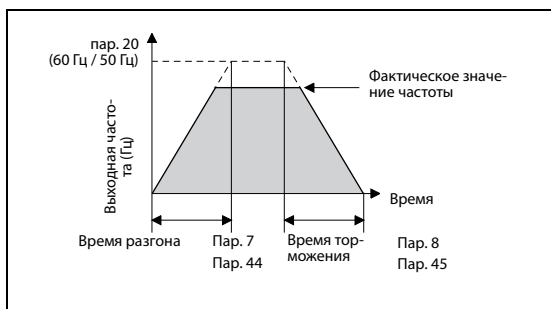 пар. 20
(60 Гц / 50 Гц)
Фактическое значе-
ние частоты
Выходная часто-
та (Гц)
Время
Время разгона
Пар. 7
Пар. 44
Время тор-
можения
Пар. 8
Пар. 45